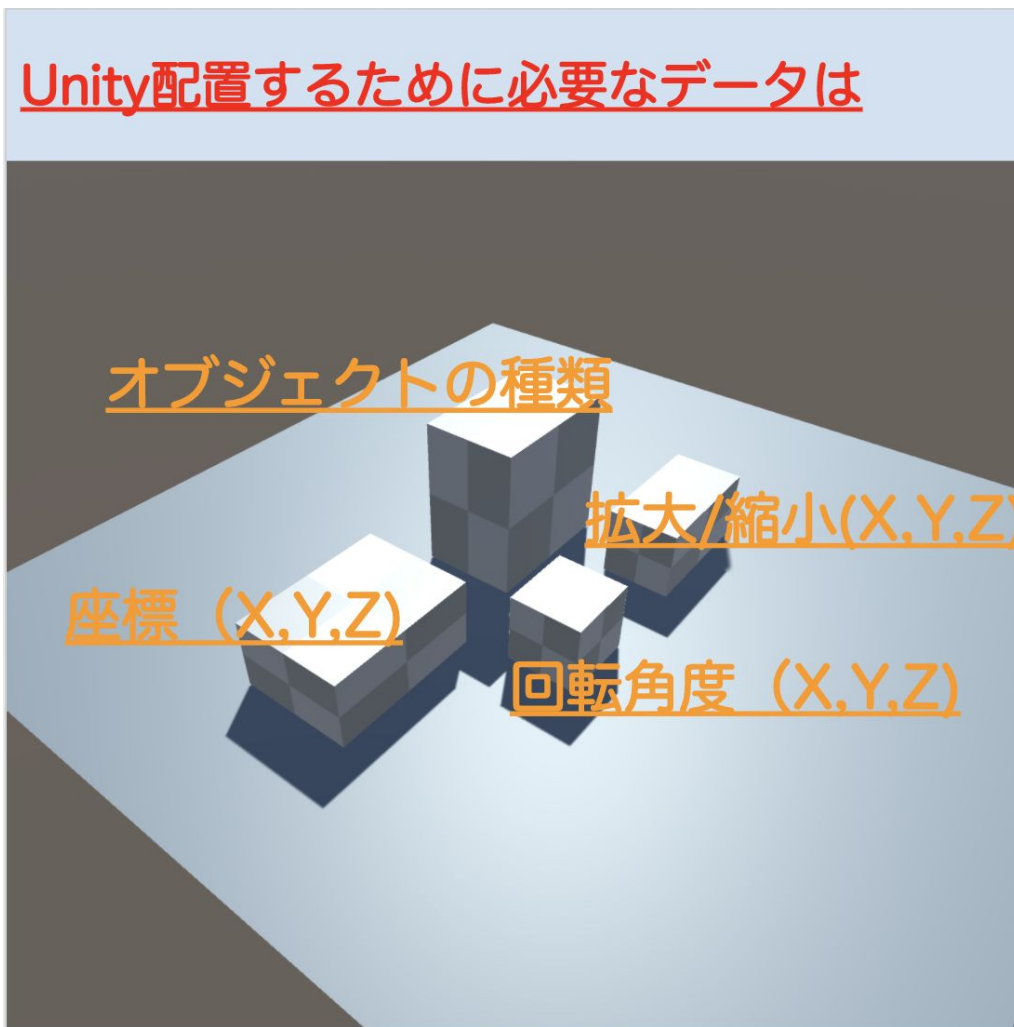 Unity配置するために必要なデータは
オブジェクトの種類
拡大/縮小(X,Y,Z)
座標（X,Y,Z)
回転角度（X,Y,Z)